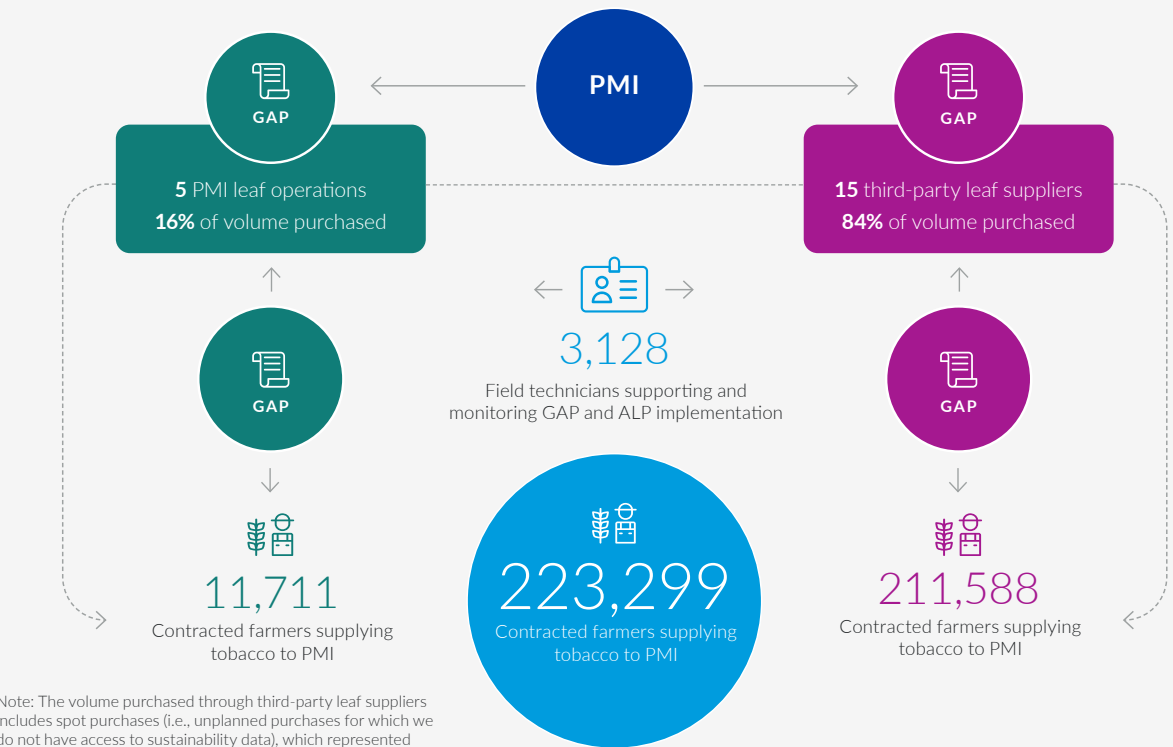 PMI
GAP
5 PMI leaf operations
16% of volume purchased
GAP
15 third-party leaf suppliers
84% of volume purchased
GAP
3,128
Field technicians supporting and
monitoring GAP and ALP implementation
GAP
11,711
Contracted farmers supplying
tobacco to PMI
223,299
Contracted farmers supplying
tobacco to PMI
211,588
Contracted farmers supplying
tobacco to PMI
Note: The volume purchased through third-party leaf suppliers
includes spot purchases (i.e., unplanned purchases for which we
do not have access to sustainability data), which represented